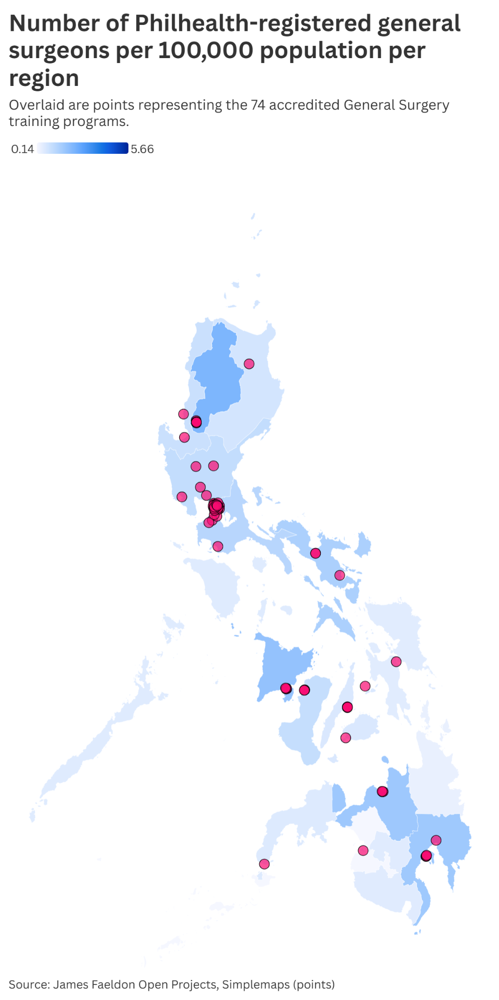 Number of Philhealth-registered general
surgeons per 100,000 population per
region
Overlaid are points representing the 74 accredited General Surgery
training programs.
0.14 5.66
Source: James Faeldon Open Projects, Simplemaps (points)